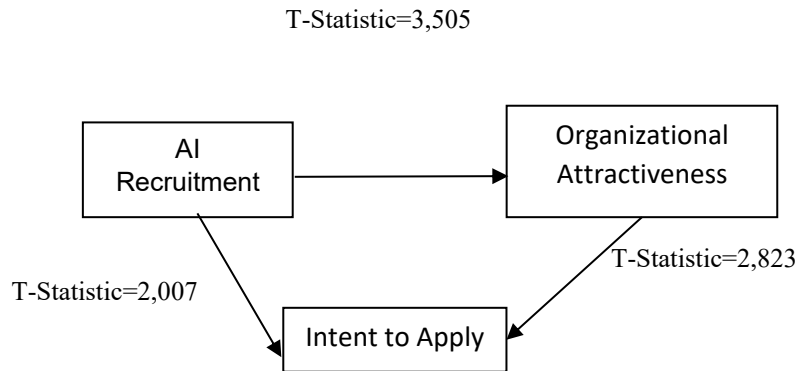 T-Statistic=3,505
AI
Recruitment
Organizational
Attractiveness
T-Statistic=2,823
T-Statistic=2,007
Intent to Apply